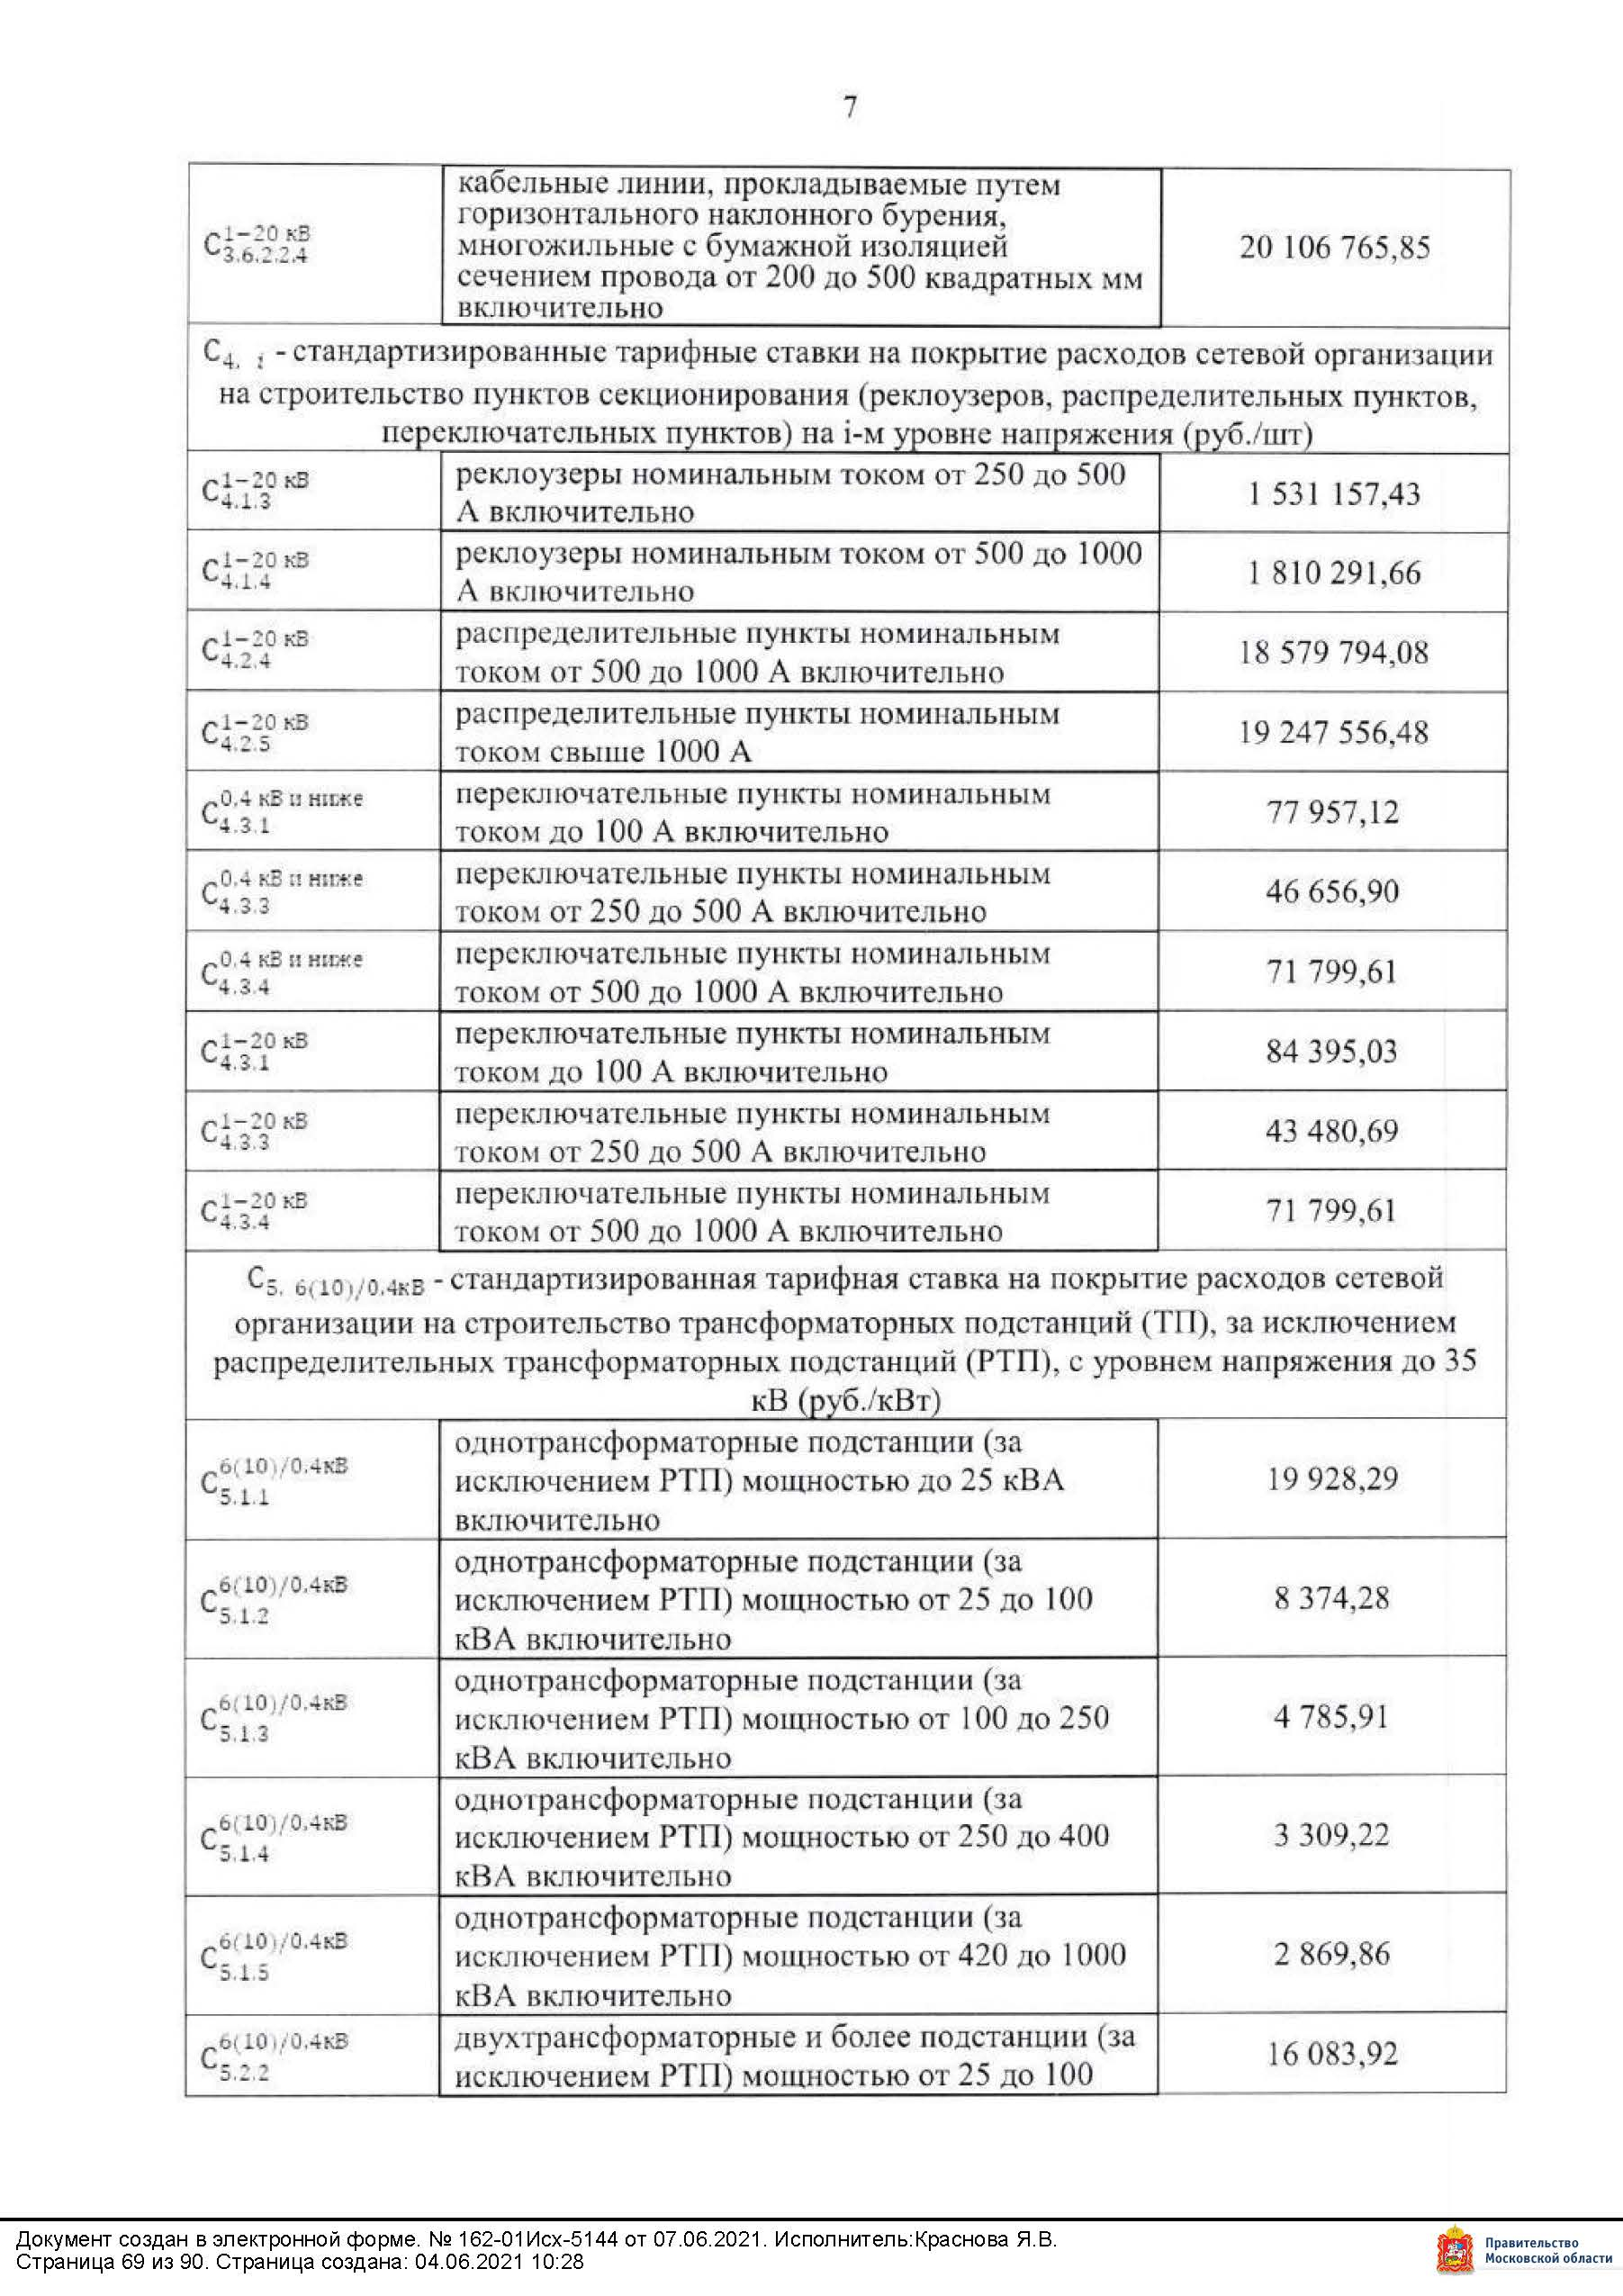 7
кабельные линии, прокладываемые путем
горизонтального наклонного бурения,
С 1−20 кВ 3.6.2.2.4 многожильные с бумажной изоляцией 20 106 765,85
сечением провода от 200 до 500 квадратных мм
включительно
С4, i - стандартизированные тарифные ставки на покрытие расходов сетевой организации
на строительство пунктов секционирования (реклоузеров, распределительных пунктов,
переключательных пунктов) на i-м уровне напряжения (руб./шт)
С 1−20 кВ 4.1.3 реклоузеры номинальным током от 250 до 500 1 531 157,43
А включительно
С 1−20 кВ 4.1.4 реклоузеры номинальным током от 500 до 1000 1 810 291,66
А включительно
С 1−20 кВ 4.2.4 распределительные пункты номинальным 18 579 794,08
током от 500 до 1000 А включительно
С 1−20 кВ 4.2.5 распределительные пункты номинальным 19 247 556,48
током свыше 1000 А
С 0,4 кВ и ниже 4.3.1 переключательные пункты номинальным 77 957,12
током до 100 А включительно
С 0,4 кВ и ниже 4.3.3 переключательные пункты номинальным 46 656,90
током от 250 до 500 А включительно
С 0,4 кВ и ниже 4.3.4 переключательные пункты номинальным 71 799,61
током от 500 до 1000 А включительно
С 1−20 кВ 4.3.1 переключательные пункты номинальным 84 395,03
током до 100 А включительно
С 1−20 кВ 4.3.3 переключательные пункты номинальным 43 480,69
током от 250 до 500 А включительно
С 1−20 кВ 4.3.4 переключательные пункты номинальным 71 799,61
током от 500 до 1000 А включительно
С5, 6(10)/0,4кВ - стандартизированная тарифная ставка на покрытие расходов сетевой
организации на строительство трансформаторных подстанций (ТП), за исключением
распределительных трансформаторных подстанций (РТП), с уровнем напряжения до 35
кВ (руб./кВт)
однотрансформаторные подстанции (за
С 6(10)/0,4кВ 5.1.1 исключением РТП) мощностью до 25 кВА 19 928,29
включительно
однотрансформаторные подстанции (за
С 6(10)/0,4кВ 5.1.2 исключением РТП) мощностью от 25 до 100 8 374,28
кВА включительно
однотрансформаторные подстанции (за
С 6(10)/0,4кВ 5.1.3 исключением РТП) мощностью от 100 до 250 4 785,91
кВА включительно
однотрансформаторные подстанции (за
С 6(10)/0,4кВ 5.1.4 исключением РТП) мощностью от 250 до 400 3 309,22
кВА включительно
однотрансформаторные подстанции (за
С 6(10)/0,4кВ 5.1.5 исключением РТП) мощностью от 420 до 1000 2 869,86
кВА включительно
С 6(10)/0,4кВ 5.2.2 двухтрансформаторные и более подстанции (за 16 083,92
исключением РТП) мощностью от 25 до 100
Документ создан в электронной форме. № 162-01Исх-5144 от 07.06.2021. Исполнитель:Краснова Я.В.
Страница 69 из 90. Страница создана: 04.06.2021 10:28
Правительство
Московской области